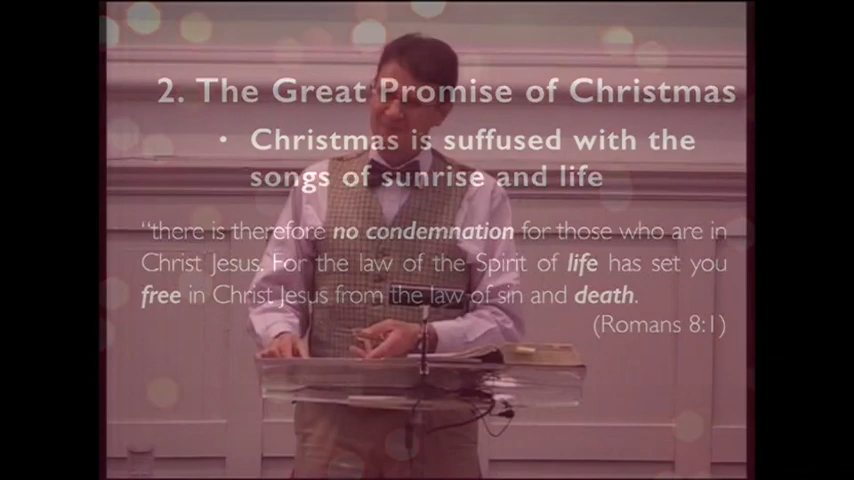 2. The Great Promise of Christmas
• Christmas is suffused with the
songs of sunrise and life
“there is therefore no condemnation for those who are in
Christ Jesus. For the law of the Spirit of life has set you
free in Christ Jesus from the law of sin and death.
(Romans 8:1)